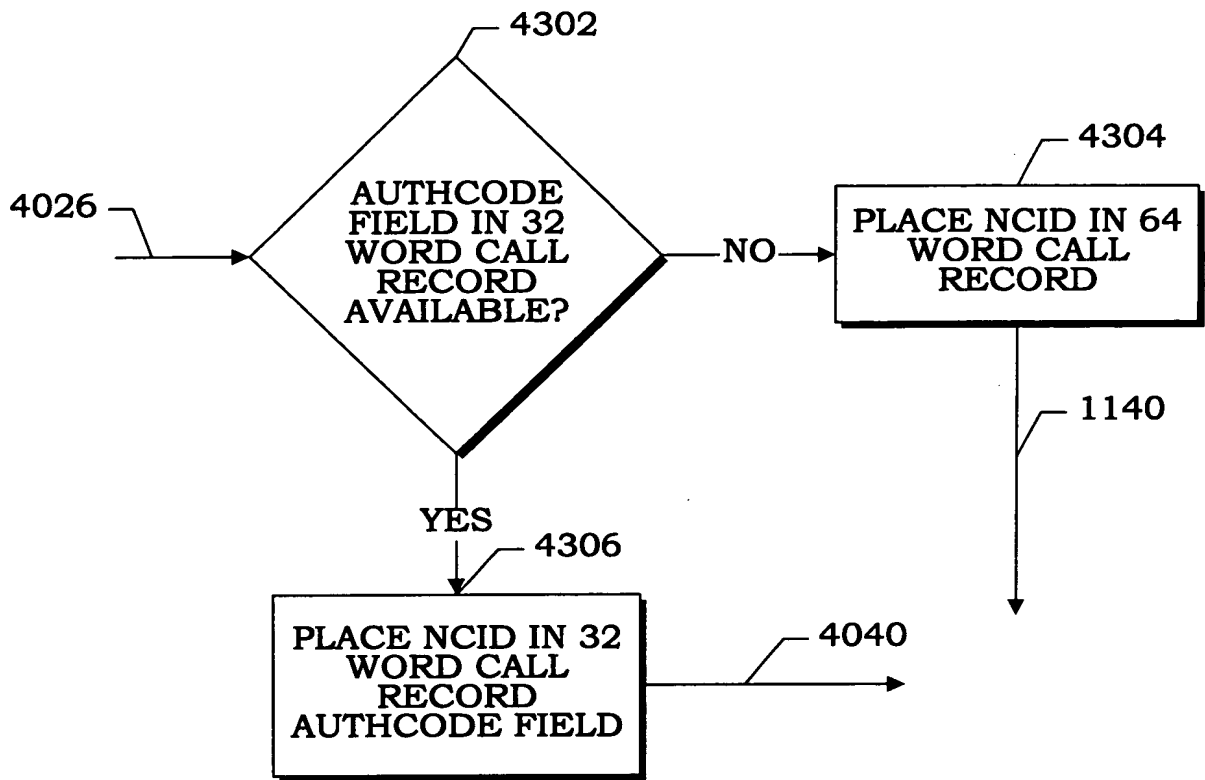 4302
4026
AUTHCODE
FIELD IN 32
WORD CALL
RECORD
AVAILABLE?
NO
4304
PLACE NCID IN 64
WORD CALL
RECORD
1140
YES
4306
PLACE NCID IN 32
WORD CALL
RECORD
AUTHCODE FIELD
4040